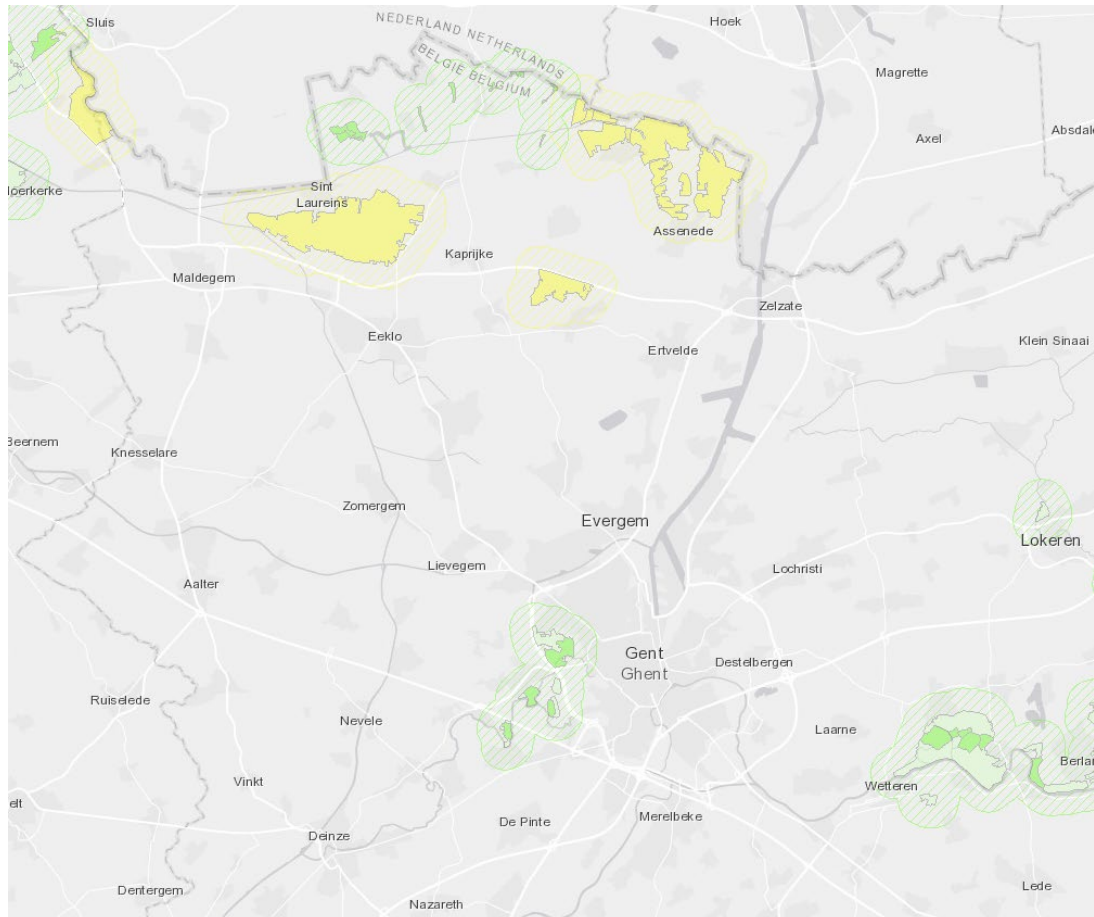 Sluis
NEDERLAND NETHERLANDS
Hoek
BELGIË BELGIUM
Magrette
Axel
Absdale
oerkerke
Sint
Laureins
Assenede
Kaprijke
Maldegem
Zelzate
Eeklo
Ertvelde
Klein Sinaai
Beernem
Knesselare
Zomergem
Evergem
Lokeren
Lievegem
Lochristi
Aalter
Gent
Ghent
Destelbergen
Ruiselede
Nevele
Laarne
Berla
Vinkt
Wetteren
elt
De Pinte
Merelbeke
Deinze
Dentergem
Lede
Nazareth